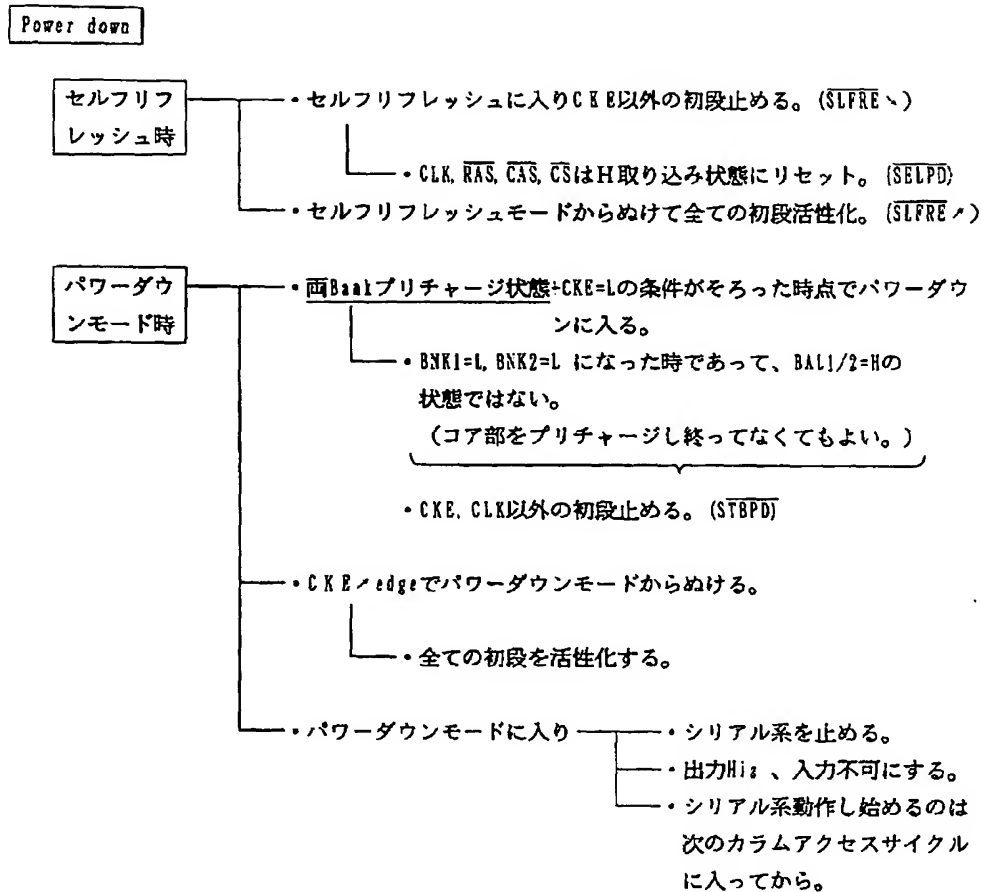 Power down
セルフリフ
レッシュ時
・セルフリフレッシュに入りCKE以外の初段止める。(SLFRE↘)
・CLK, RAS, CAS, CSはH取り込み状態にリセット。(SELPD)
・セルフリフレッシュモードからぬけて全ての初段活性化。(SLFRE↗)
パワーダウ
ンモード時
・両Bankプリチャージ状態+CKE=Lの条件がそろった時点でパワーダウ
ンに入る。
・BNK1=L, BNK2=L になった時であって、BAL1/2=Hの
状態ではない。
(コア部をプリチャージし終ってなくてもよい。)
・CKE, CLK以外の初段止める。(STBPD)
・CKE↗edgeでパワーダウンモードからぬける。
・全ての初段を活性化する。
・パワーダウンモードに入り
・シリアル系を止める。
・出力Hiz 、入力不可にする。
・シリアル系動作し始めるのは
次のカラムアクセスサイクル
に入ってから。